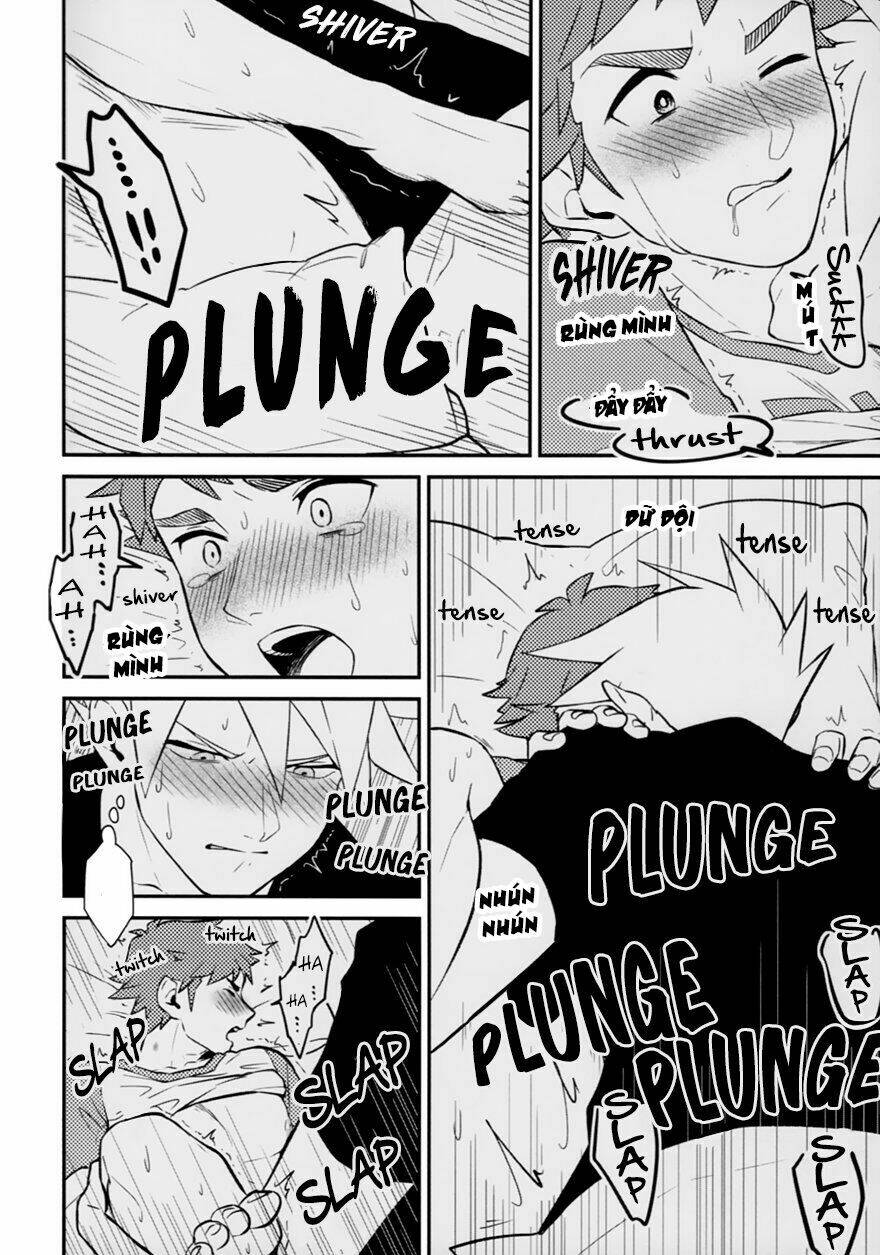 SHIVER
......!!
PLUNGE
Suckkk
MÚT
SHIVER
RÙNG MÌNH
ĐẨY ĐẨY
thrust
HAH...
AH...
shiver
RÙNG
MÌNH
tense
DỮ DỘI
tense
tense
tense
PLUNGE
PLUNGE
PLUNGE
PLUNGE
PLUNGE
NHÚN
NHÚN
SLAP
PLUNGE
PLUNGE
SLAP
SLAP
twitch
twitch
HA
HA...
SLAP
SLAP
SLAP